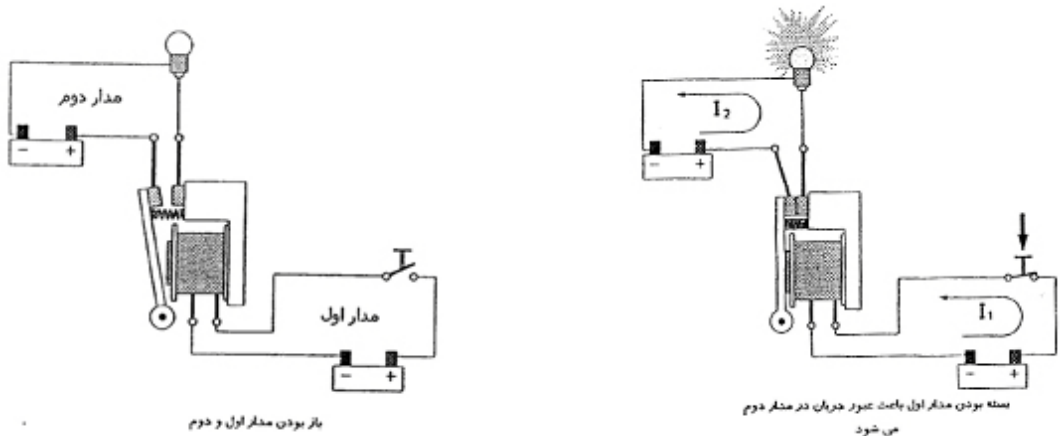 مدار دوم
- +
مدار اول
- +
باز بودن مدار اول و دوم
I₂
- +
I₁
- +
بسته بودن مدار اول باعث عبور جریان در مدار دوم
می شود